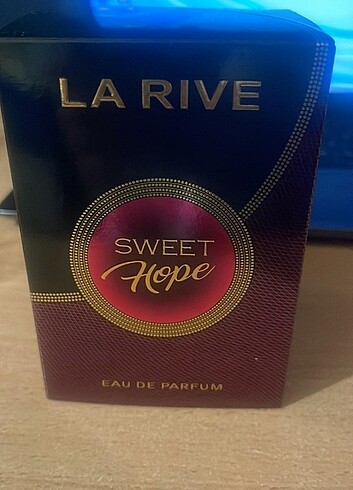 LA RIVE
SWEET
Hope
EAU DE PARFUM